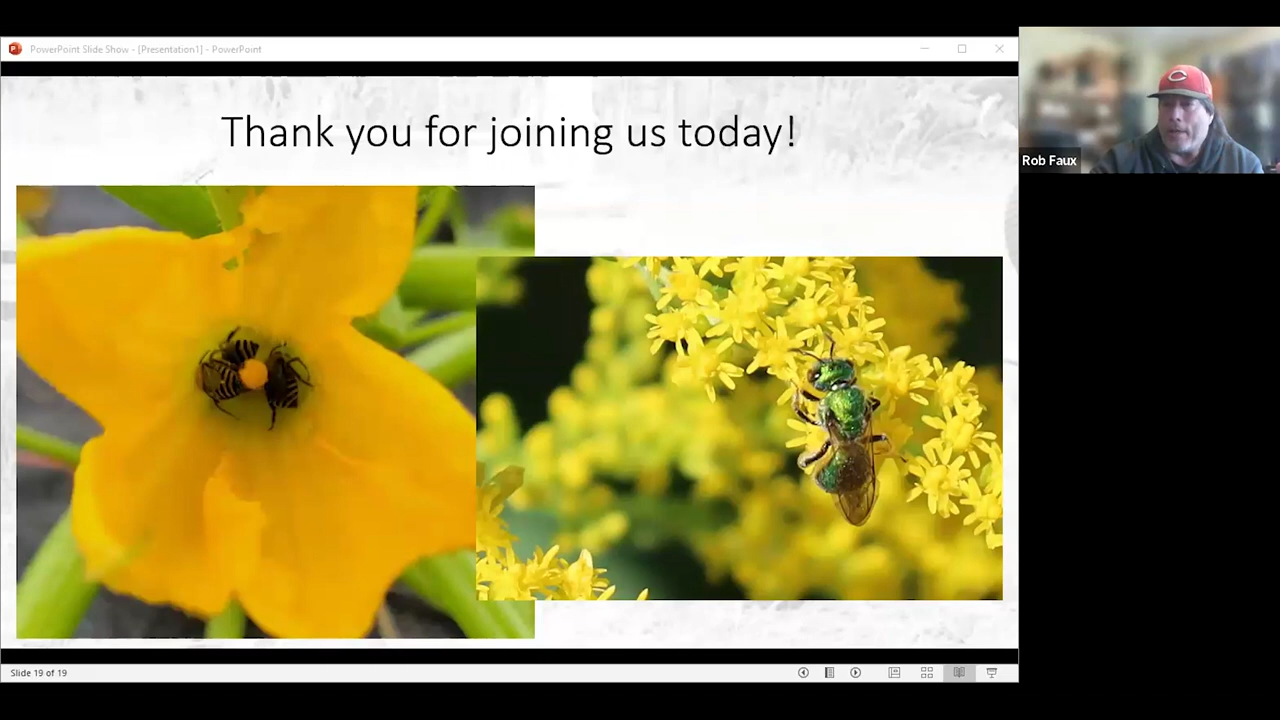 PowerPoint Slide Show - [Presentation1] - PowerPoint
Thank you for joining us today!
Rob Faux
Slide 19 of 19